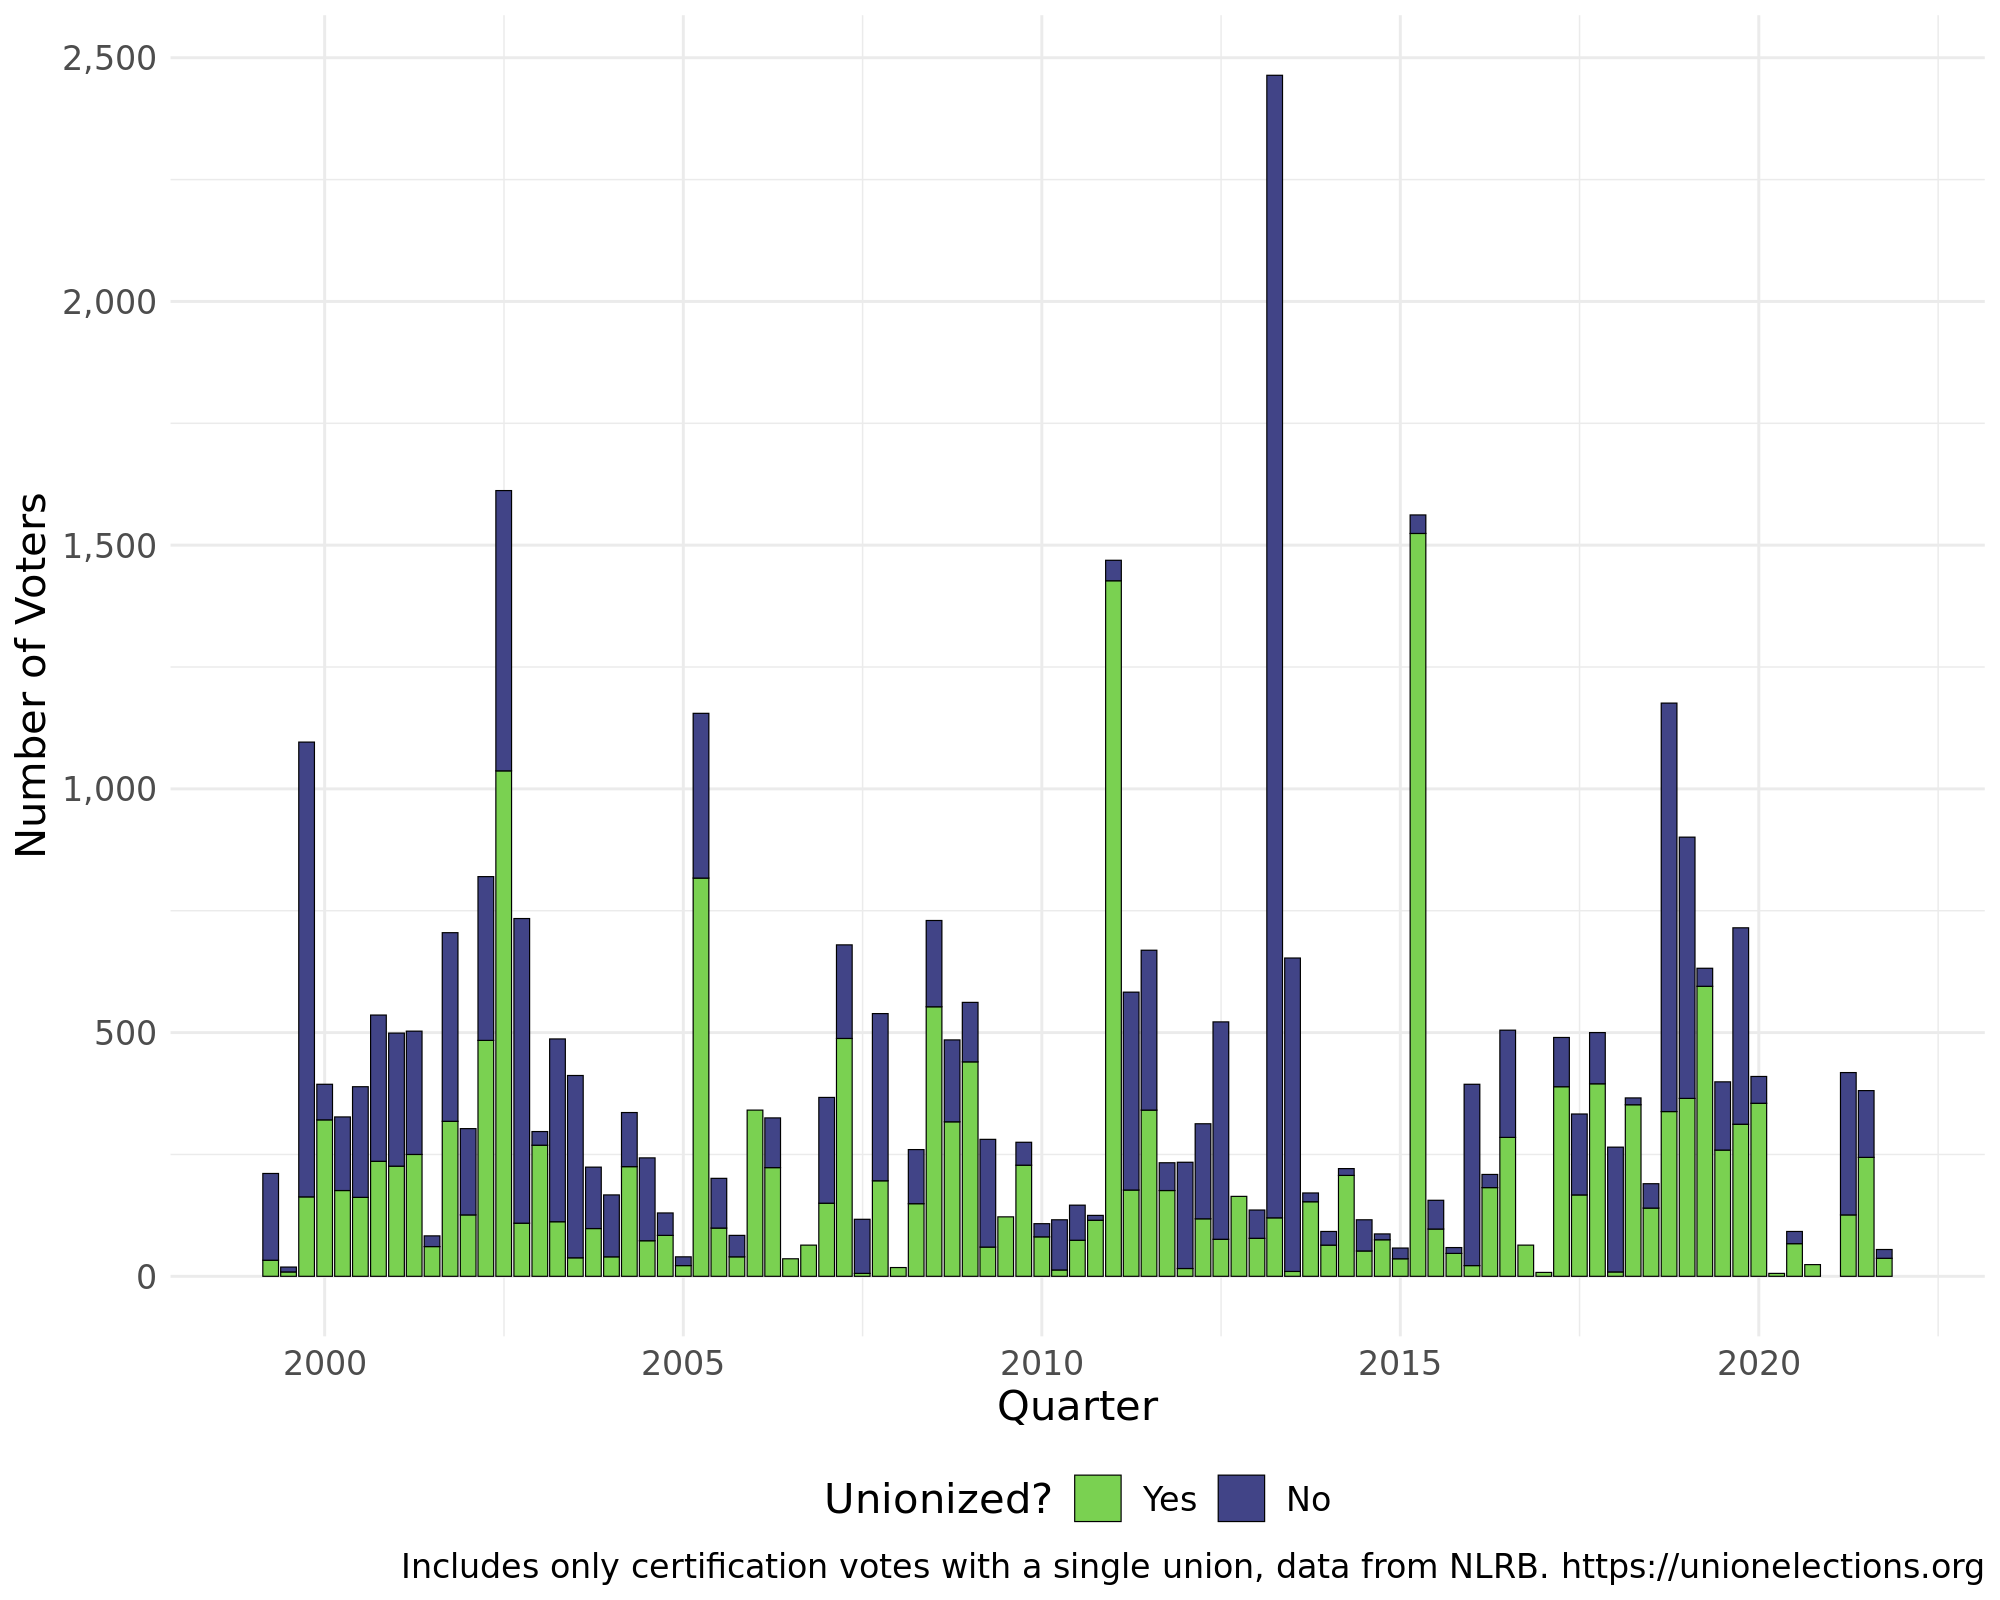 2,500
2,000
1,500
1,000
500
0
Number of Voters
2000 2005 2010 2015 2020
Quarter
Unionized? Yes No
Includes only certification votes with a single union, data from NLRB. https://unionelections.org